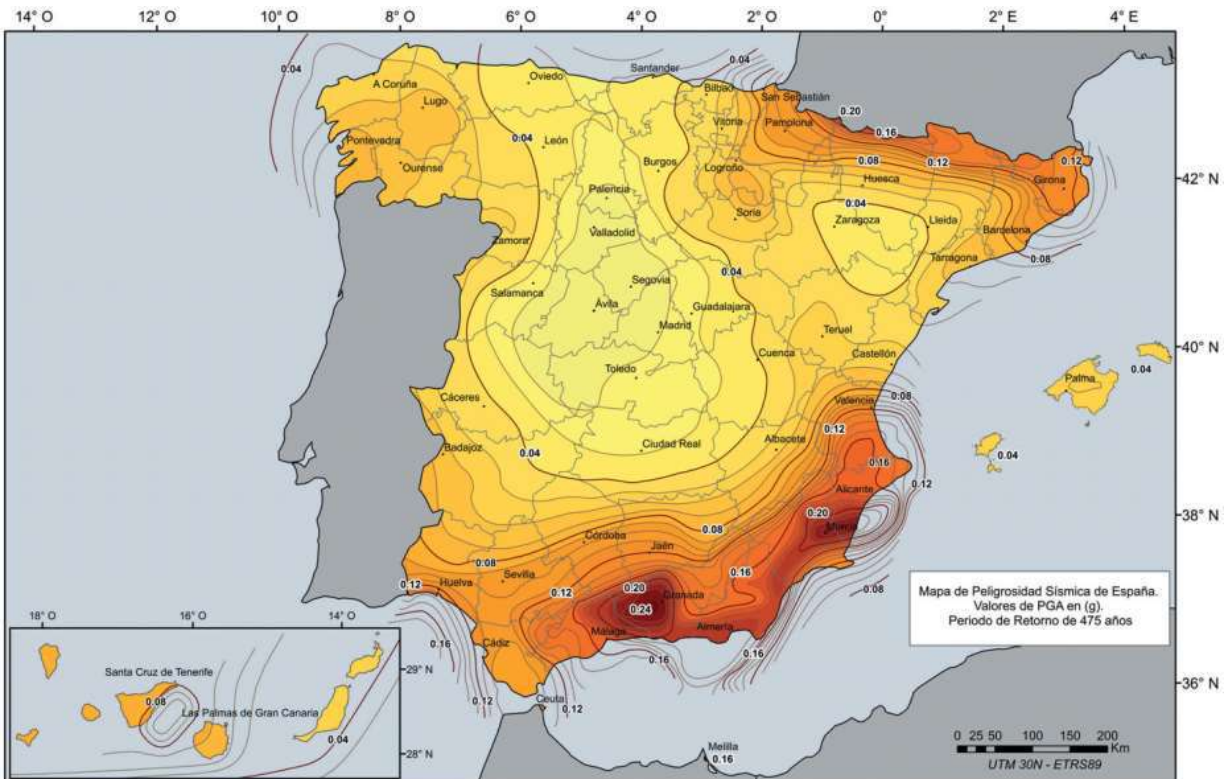 14° O 12° O 10° O 8° O 6° O 4° O 2° O 0° 2° E 4° E
0.04
0.04
Santander
Oviedo
A Coruña
Bilbao
San Sebastián
Lugo
0.20
Vitoria
Pamplona
0.16
0.04
Pontevedra
León
0.08
0.12
0.12
Ourense
Burgos
Logroño
Huesca
Girona
42° N
Palencia
0.04
Soria
Zaragoza
Lleida
Valladolid
Barcelona
Zamora
Tarragona
0.08
0.04
Segovia
Salamanca
Ávila
Guadalajara
Madrid
Teruel
40° N
Cuenca
Castellón
0.04
Toledo
Palma
Cáceres
Valencia
0.08
0.12
Badajoz
Ciudad Real
Albacete
0.04
0.16
0.04
0.12
Alicante
0.20
38° N
Murcia
0.08
Córdoba
Jaén
0.08
0.12
Huelva
Sevilla
0.16
0.20
0.08
0.12
Granada
0.24
Mapa de Peligrosidad Sísmica de España.
Valores de PGA en (g).
Periodo de Retorno de 475 años
Málaga
Almería
Cádiz
0.16
0.16
0.16
36° N
0.12
Ceuta
0.12
Melilla
0.16
18° O 16° O 14° O
Santa Cruz de Tenerife
29° N
0.08
Las Palmas de Gran Canaria
0.04
28° N
0 25 50 100 150 200
Km
UTM 30N - ETRS89